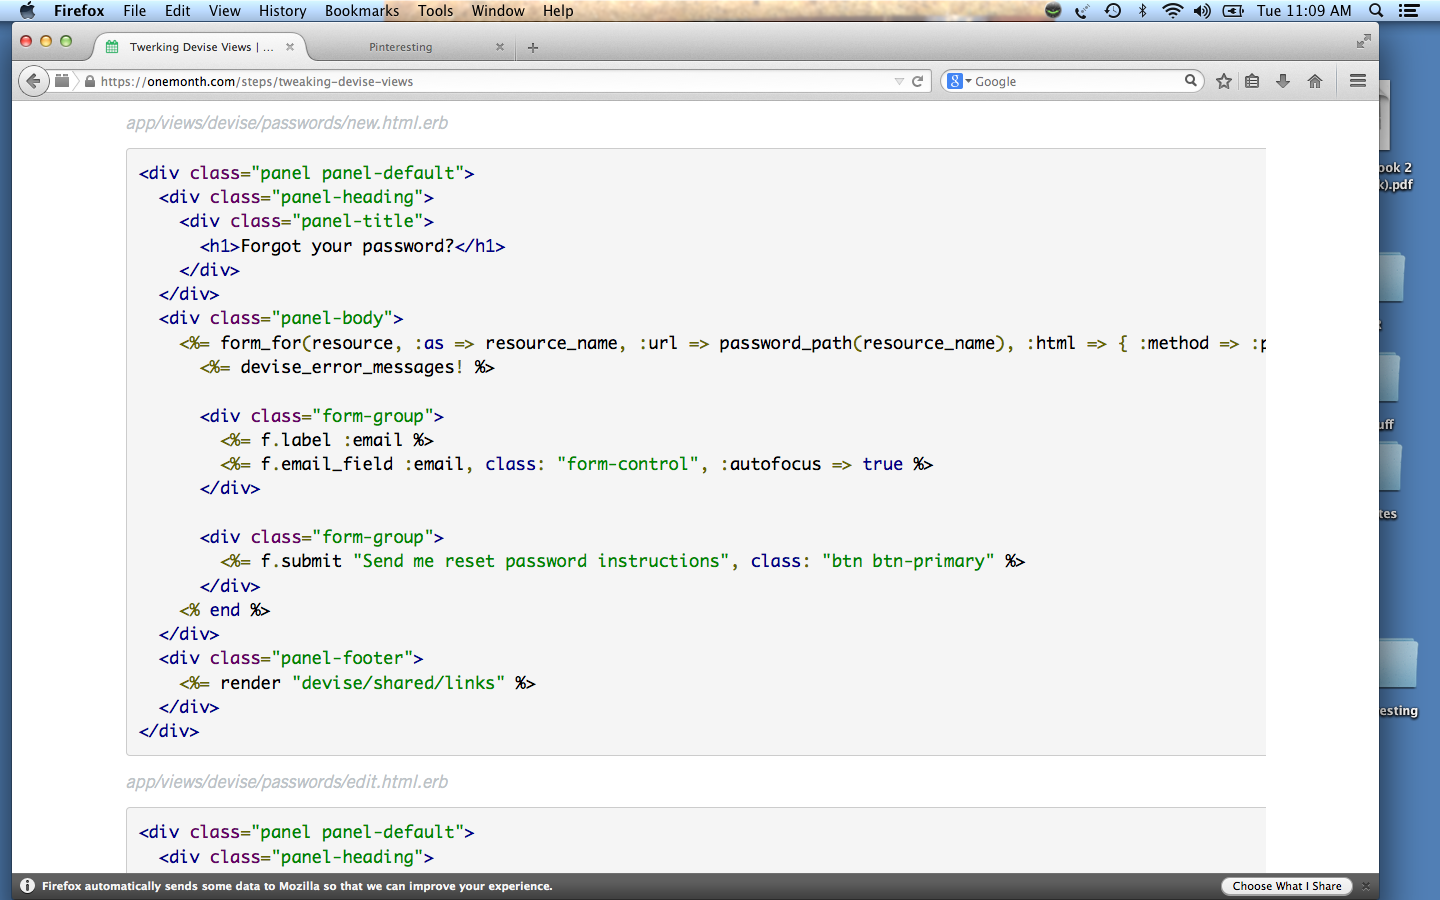 Firefox File Edit View History Bookmarks Tools Window Help Tue 11:09 AM
Twerking Devise Views | ... Pinteresting
https://onemonth.com/steps/tweaking-devise-views Google
app/views/devise/passwords/new.html.erb
<div class="panel panel-default">
<div class="panel-heading">
<div class="panel-title">
<h1>Forgot your password?</h1>
</div>
</div>
<div class="panel-body">
<%= form_for(resource, :as => resource_name, :url => password_path(resource_name), :html => { :method => :p
<%= devise_error_messages! %>
<div class="form-group">
<%= f.label :email %>
<%= f.email_field :email, class: "form-control", :autofocus => true %>
</div>
<div class="form-group">
<%= f.submit "Send me reset password instructions", class: "btn btn-primary" %>
</div>
<% end %>
</div>
<div class="panel-footer">
<%= render "devise/shared/links" %>
</div>
</div>
app/views/devise/passwords/edit.html.erb
<div class="panel panel-default">
<div class="panel-heading">
Firefox automatically sends some data to Mozilla so that we can improve your experience. Choose What I Share
ook 2
k).pdf
uff
tes
esting